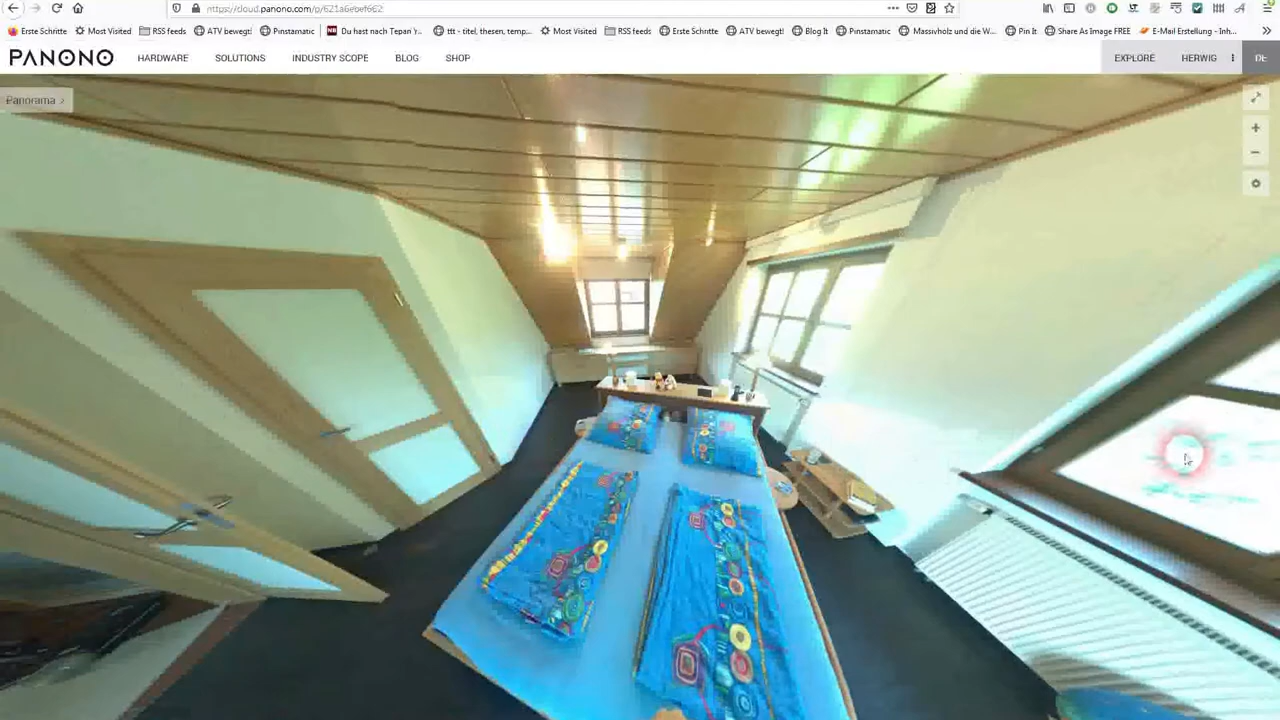 https://cloud.panono.com/p/621a6ebef662
Erste Schritte Most Visited RSS feeds ATV bewegt! Pinstamatic Du hast nach Tepan 'y... ttt - titel, thesen, temp... Most Visited RSS feeds Erste Schritte ATV bewegt! Blog It Pinstamatic Massivholz und die W... Pin It Share As Image FREE E-Mail Erstellung - Inh...
PANONO HARDWARE SOLUTIONS INDUSTRY SCOPE BLOG SHOP EXPLORE HERWIG DE
Panorama